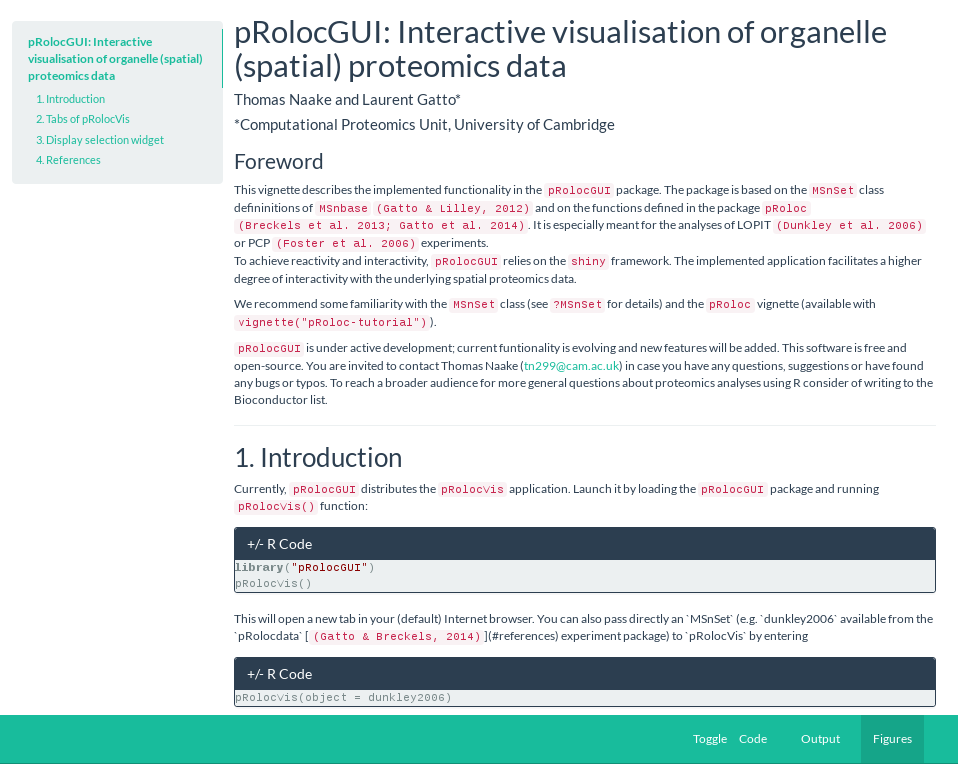 pRolocGUI: Interactive
visualisation of organelle (spatial)
proteomics data
1. Introduction
2. Tabs of pRolocVis
3. Display selection widget
4. References
pRolocGUI: Interactive visualisation of organelle
(spatial) proteomics data
Thomas Naake and Laurent Gatto*
*Computational Proteomics Unit, University of Cambridge
Foreword
This vignette describes the implemented functionality in the pRolocGUI package. The package is based on the MSnSet class
defininitions of MSnbase (Gatto & Lilley, 2012) and on the functions defined in the package pRoloc
(Breckels et al. 2013; Gatto et al. 2014). It is especially meant for the analyses of LOPIT (Dunkley et al. 2006)
or PCP (Foster et al. 2006) experiments.
To achieve reactivity and interactivity, pRolocGUI relies on the shiny framework. The implemented application facilitates a higher
degree of interactivity with the underlying spatial proteomics data.
We recommend some familiarity with the MSnSet class (see ?MSnSet for details) and the pRoloc vignette (available with
vignette("pRoloc-tutorial")).
pRolocGUI is under active development; current funtionality is evolving and new features will be added. This software is free and
open-source. You are invited to contact Thomas Naake (tn299@cam.ac.uk) in case you have any questions, suggestions or have found
any bugs or typos. To reach a broader audience for more general questions about proteomics analyses using R consider of writing to the
Bioconductor list.
1. Introduction
Currently, pRolocGUI distributes the pRolocVis application. Launch it by loading the pRolocGUI package and running
pRolocVis() function:
+/- R Code
library("pRolocGUI")
pRolocVis()
This will open a new tab in your (default) Internet browser. You can also pass directly an `MSnSet` (e.g. `dunkley2006` available from the
`pRolocdata` [ (Gatto & Breckels, 2014) ](#references) experiment package) to `pRolocVis` by entering
+/- R Code
pRolocVis(object = dunkley2006)
Toggle Code Output Figures